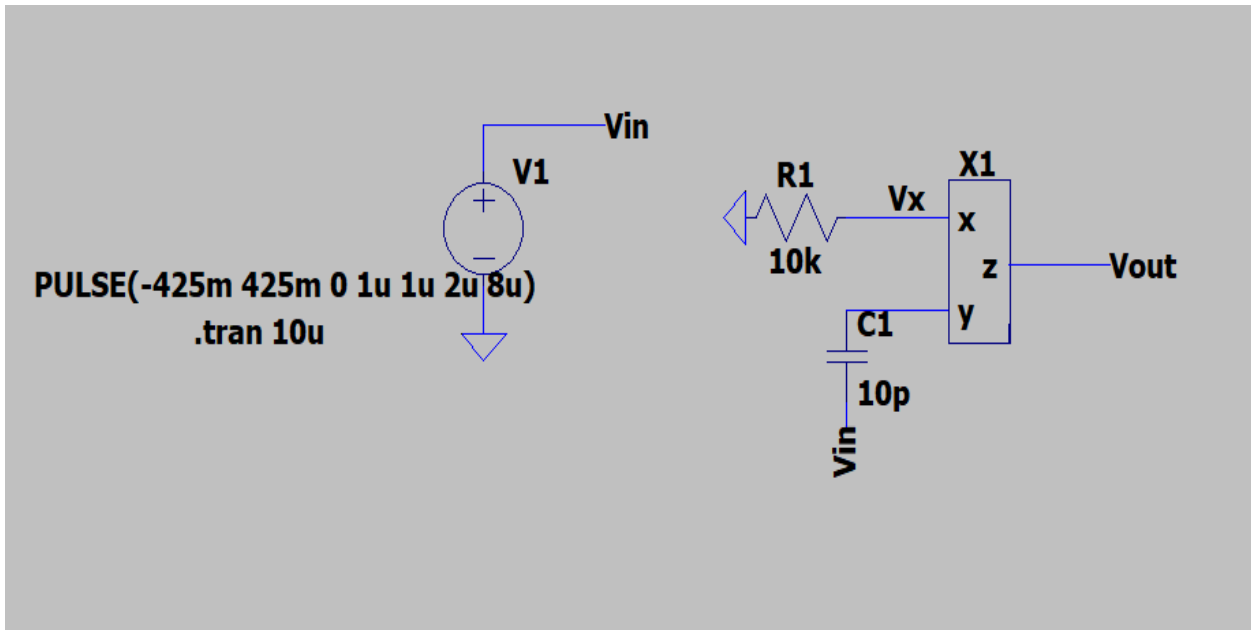 Vin
V1
PULSE(-425m 425m 0 1u 1u 2u 8u)
.tran 10u
R1
10k
Vx
X1
x
z
y
Vout
C1
10p
Vin